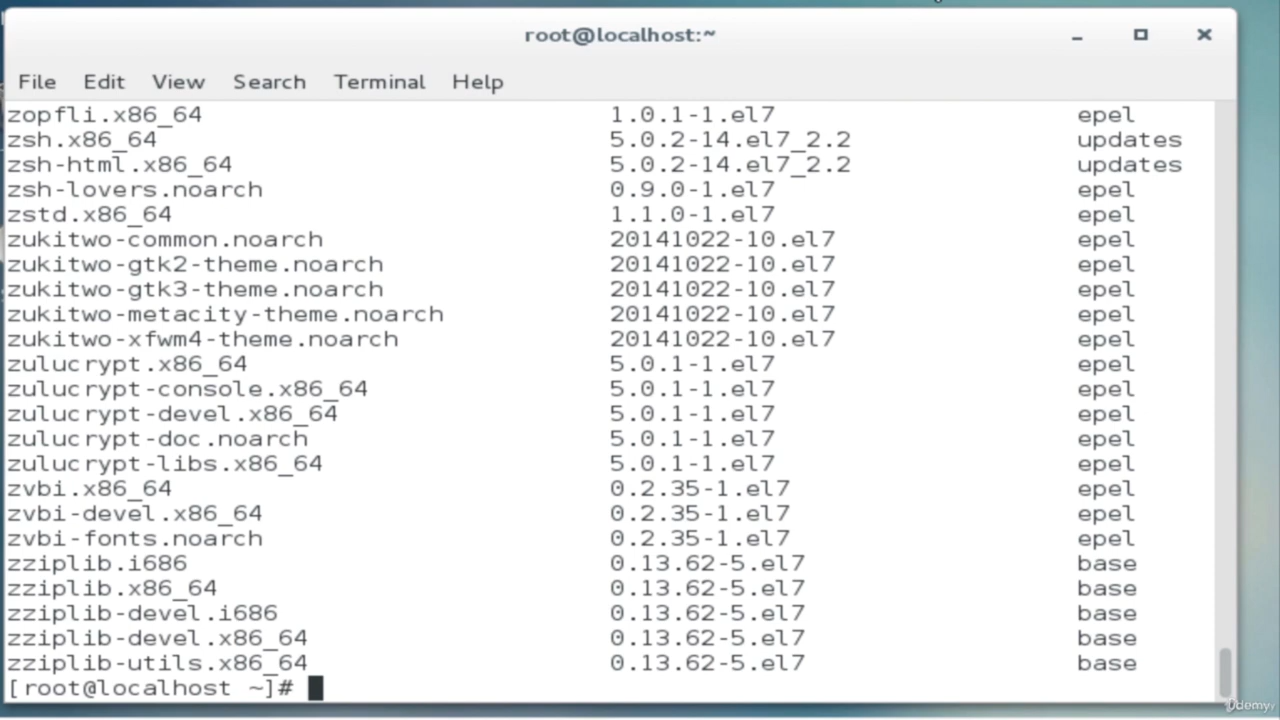 root@localhost:~
File Edit View Search Terminal Help
zopfli.x86_64 1.0.1-1.el7 epel
zsh.x86_64 5.0.2-14.el7_2.2 updates
zsh-html.x86_64 5.0.2-14.el7_2.2 updates
zsh-lovers.noarch 0.9.0-1.el7 epel
zstd.x86_64 1.1.0-1.el7 epel
zukitwo-common.noarch 20141022-10.el7 epel
zukitwo-gtk2-theme.noarch 20141022-10.el7 epel
zukitwo-gtk3-theme.noarch 20141022-10.el7 epel
zukitwo-metacity-theme.noarch 20141022-10.el7 epel
zukitwo-xfwm4-theme.noarch 20141022-10.el7 epel
zulucrypt.x86_64 5.0.1-1.el7 epel
zulucrypt-console.x86_64 5.0.1-1.el7 epel
zulucrypt-devel.x86_64 5.0.1-1.el7 epel
zulucrypt-doc.noarch 5.0.1-1.el7 epel
zulucrypt-libs.x86_64 5.0.1-1.el7 epel
zvbi.x86_64 0.2.35-1.el7 epel
zvbi-devel.x86_64 0.2.35-1.el7 epel
zvbi-fonts.noarch 0.2.35-1.el7 epel
zziplib.i686 0.13.62-5.el7 base
zziplib.x86_64 0.13.62-5.el7 base
zziplib-devel.i686 0.13.62-5.el7 base
zziplib-devel.x86_64 0.13.62-5.el7 base
zziplib-utils.x86_64 0.13.62-5.el7 base
[root@localhost ~]#
Udemy